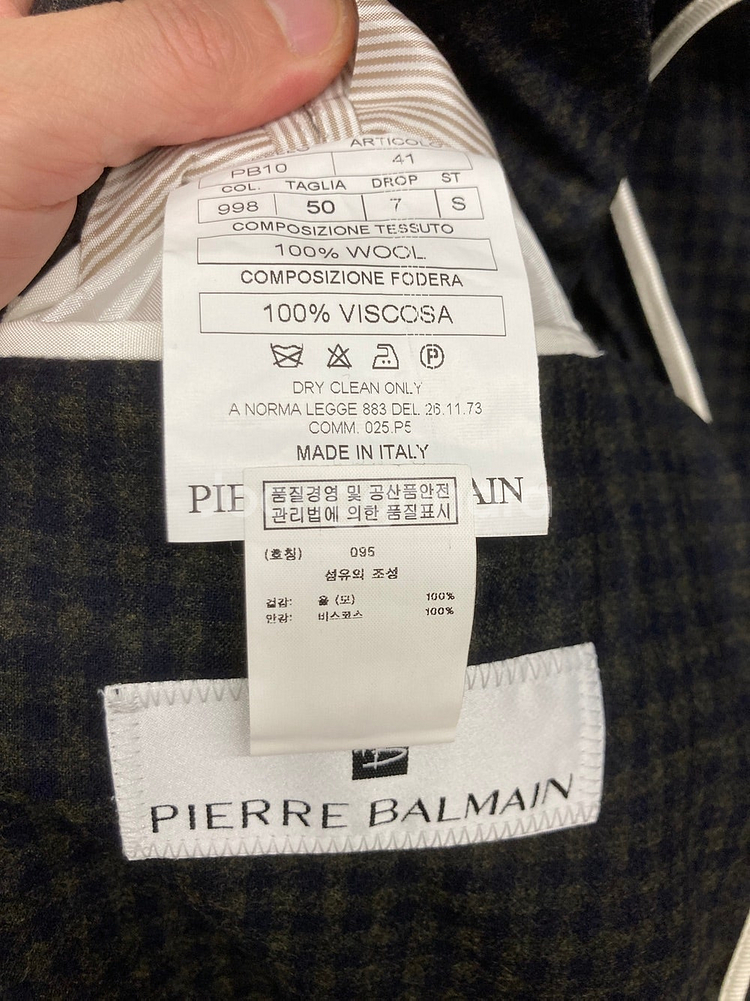 ARTICOLO
PB10 41
COL. TAGLIA DROP ST
998 50 7 S
COMPOSIZIONE TESSUTO
100% WOOL
COMPOSIZIONE FODERA
100% VISCOSA
DRY CLEAN ONLY
A NORMA LEGGE 883 DEL 26.11.73
COMM. 025.P5
MADE IN ITALY
PIE AIN
품질경영 및 공산품안전
관리법에 의한 품질표시
(호칭) 095
섬유의 조성
겉감: 울 (모) 100%
안감: 비스코스 100%
PIERRE BALMAIN